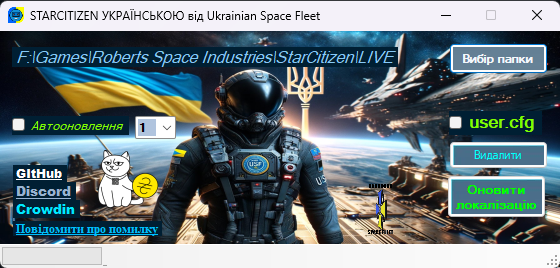 STARCITIZEN УКРАЇНСЬКОЮ від Ukrainian Space Fleet
F:\Games\Roberts Space Industries\StarCitizen\LIVE
Вибір папки
Автооновлення
1
user.cfg
Видалити
GItHub
Discord
Crowdin
Повідомити про помилку
Оновити
локалізацію
USF